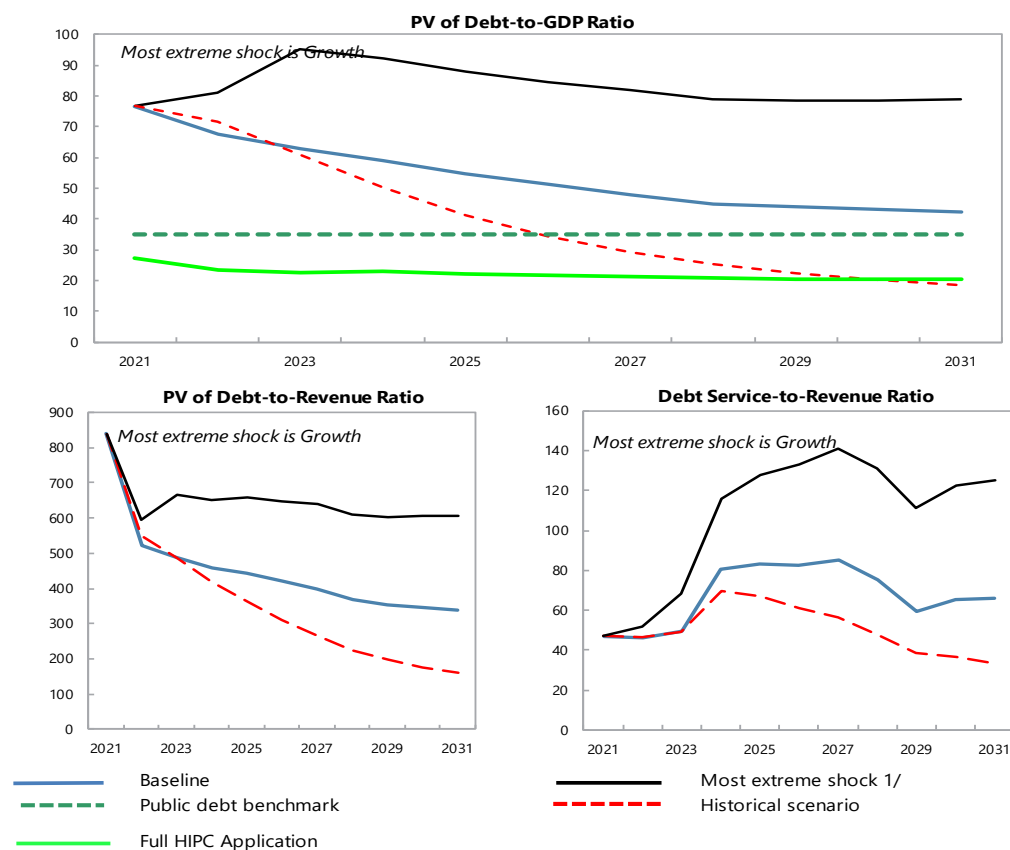 PV of Debt-to-GDP Ratio
Most extreme shock is Growth
100
90
80
70
60
50
40
30
20
10
0
2021 2023 2025 2027 2029 2031
PV of Debt-to-Revenue Ratio
Most extreme shock is Growth
900
800
700
600
500
400
300
200
100
0
2021 2023 2025 2027 2029 2031
Debt Service-to-Revenue Ratio
Most extreme shock is Growth
160
140
120
100
80
60
40
20
0
2021 2023 2025 2027 2029 2031
Baseline
Public debt benchmark
Full HIPC Application
Most extreme shock 1/
Historical scenario